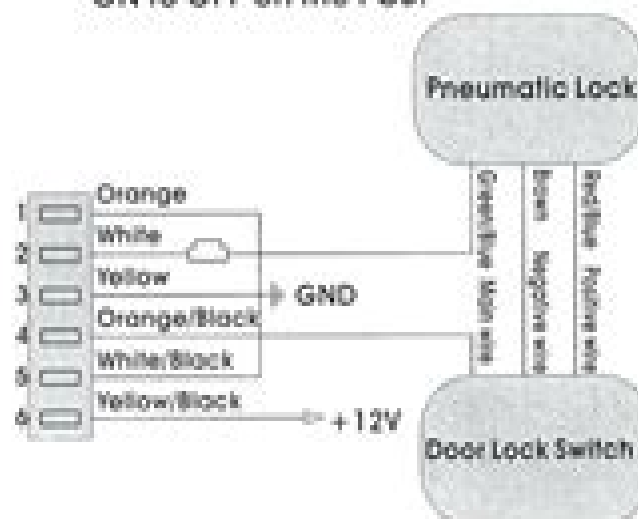 Pneumatic Lock
1 Orange
2 White
3 Yellow
GND
4 Orange/Black
5 White/Black
6 Yellow/Black
+12V
Green/Blue Main wire
Brown Negative wire
Red/Blue Positive wire
Door Lock Switch